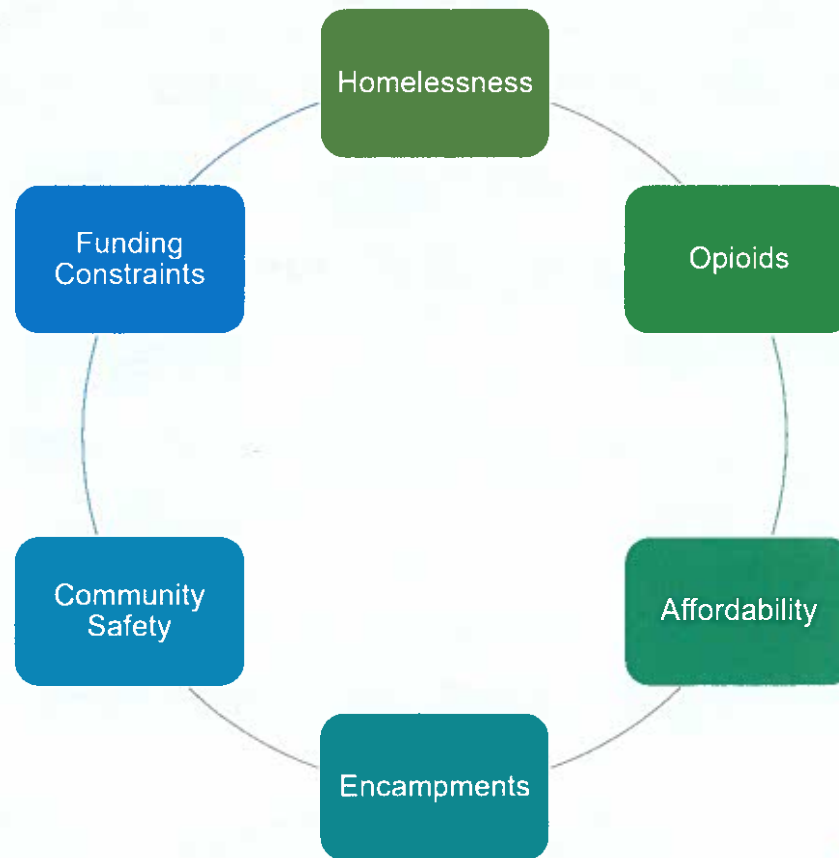 Homelessness
Opioids
Affordability
Encampments
Community
Safety
Funding
Constraints